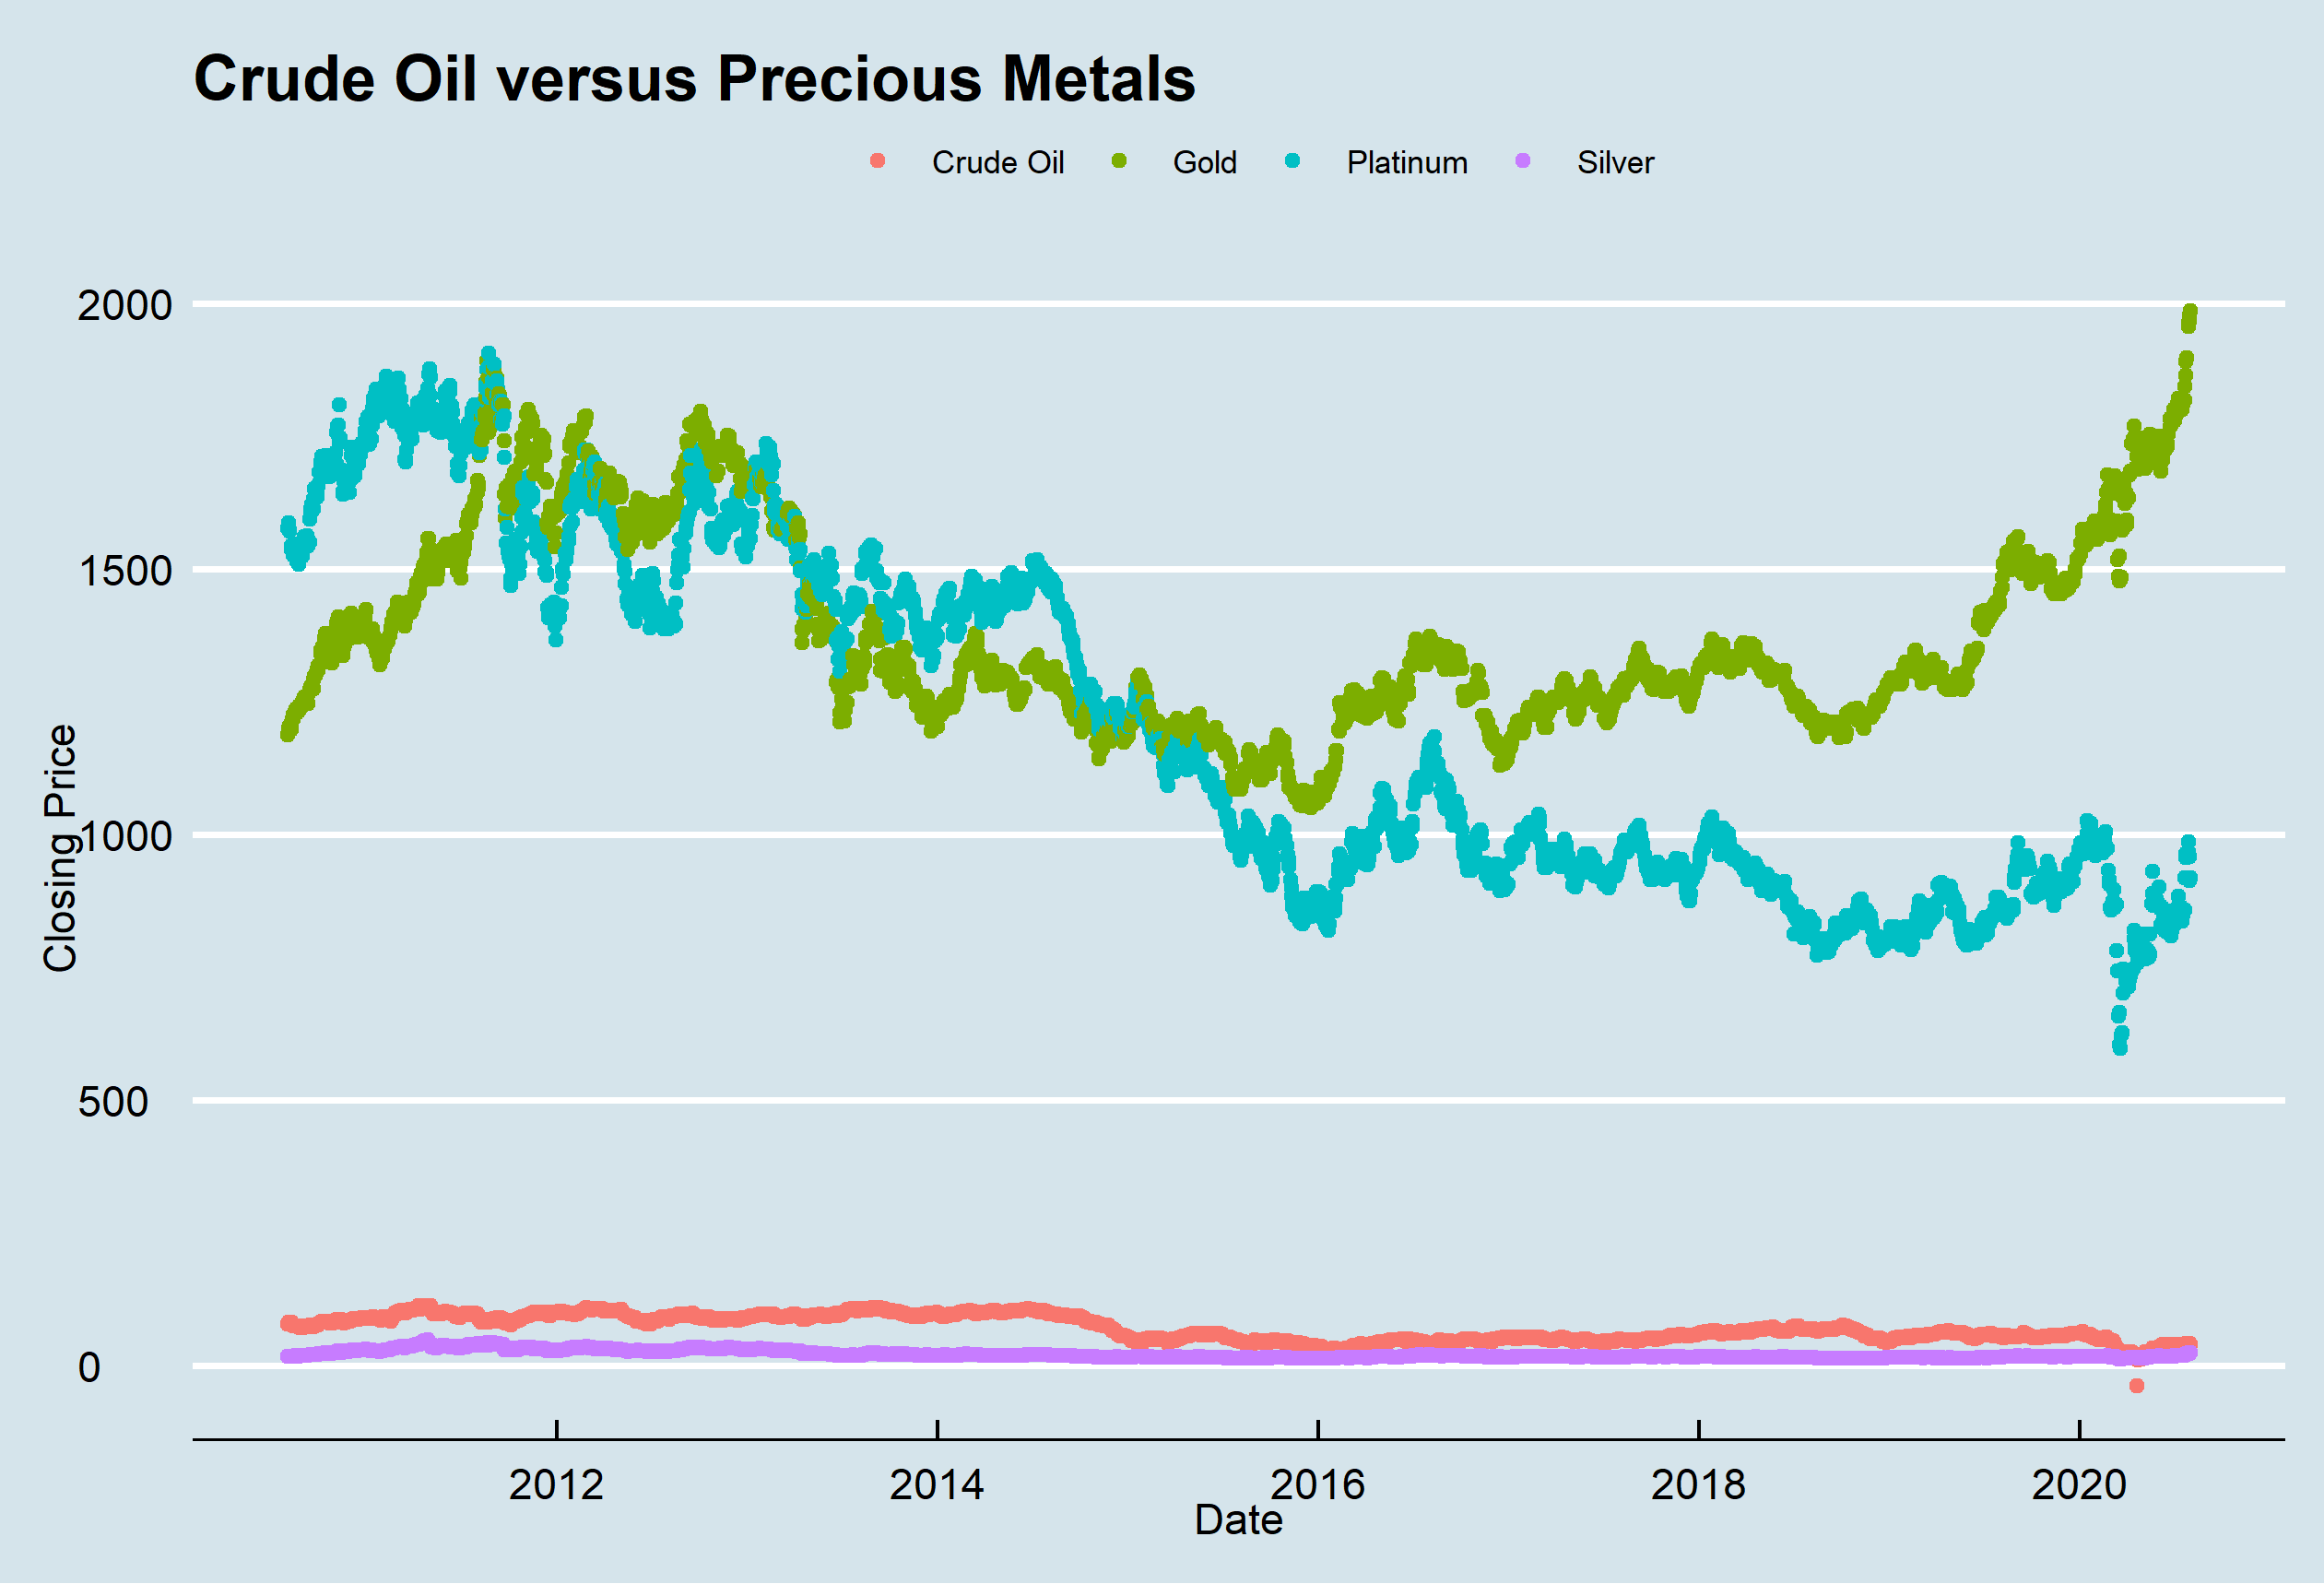 Crude Oil versus Precious Metals
Crude Oil Gold Platinum Silver
2000
1500
1000
500
0
Closing Price
2012 2014 2016 2018 2020
Date